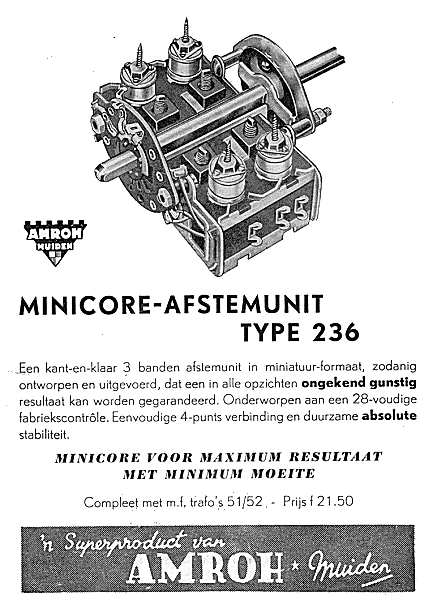 AMROH
MUIDEN
MINICORE-AFSTEMUNIT
TYPE 236
Een kant-en-klaar 3 banden afstemunit in miniatuur-formaat, zodanig
ontworpen en uitgevoerd, dat een in alle opzichten ongekend gunstig
resultaat kan worden gegarandeerd. Onderworpen aan een 28-voudige
fabriekscontrôle. Eenvoudige 4-punts verbinding en duurzame absolute
stabiliteit.
MINICORE VOOR MAXIMUM RESULTAAT
MET MINIMUM MOEITE
Compleet met m.f. trafo's 51/52 - Prijs f 21.50
'n Superproduct van
AMROH * Muiden